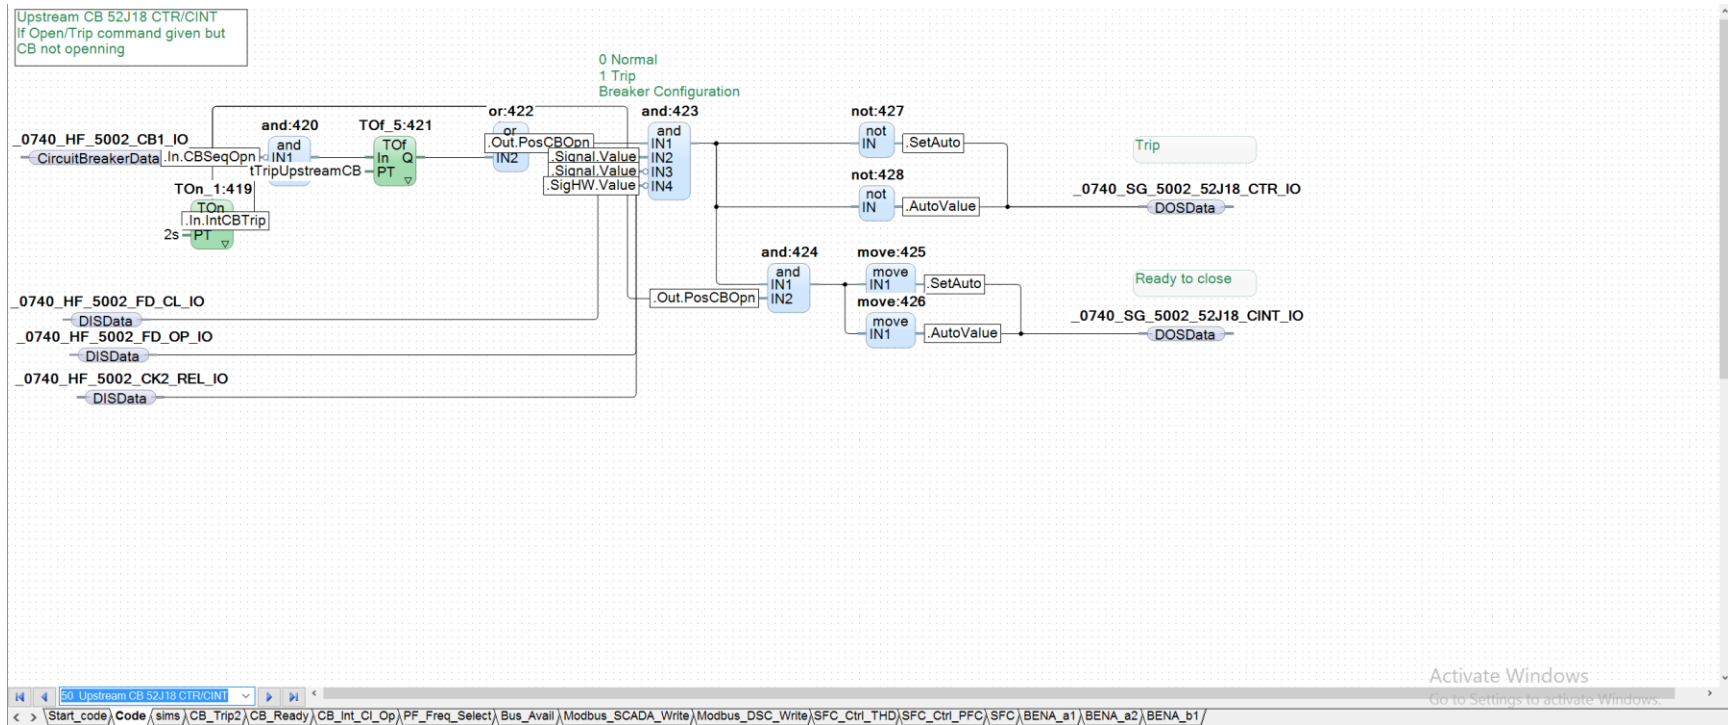 Upstream CB 52J18 CTR/CINT
If Open/Trip command given but
CB not openning
0 Normal
1 Trip
Breaker Configuration
_0740_HF_5002_CB1_IO
CircuitBreakerData
.In.CBSeqOpn
and:420
and
IN1
TOf_5:421
TOf
In Q
tTripUpstreamCB
PT
TOn_1:419
TOn
.In.IntCBTrip
2s
PT
or:422
or
.Out.PosCBOpn
IN2
.Signal.Value
.Signal.Value
.SigHW.Value
and:423
and
IN1
IN2
IN3
IN4
not:427
not
IN
.SetAuto
Trip
not:428
not
IN
.AutoValue
_0740_SG_5002_52J18_CTR_IO
DOSData
and:424
and
IN1
.Out.PosCBOpn
IN2
move:425
move
IN1
.SetAuto
move:426
move
IN1
.AutoValue
Ready to close
_0740_SG_5002_52J18_CINT_IO
DOSData
_0740_HF_5002_FD_CL_IO
DISData
_0740_HF_5002_FD_OP_IO
DISData
_0740_HF_5002_CK2_REL_IO
DISData
Activate Windows
Go to Settings to activate Windows.
50 Upstream CB 52J18 CTR/CINT
Start_code Code sims CB_Trip2 CB_Ready CB_Int_Cl_Op PF_Freq_Select Bus_Avail Modbus_SCADA_Write Modbus_DSC_Write SFC_Ctrl_THD SFC_Ctrl_PFC SFC BENA_a1 BENA_a2 BENA_b1